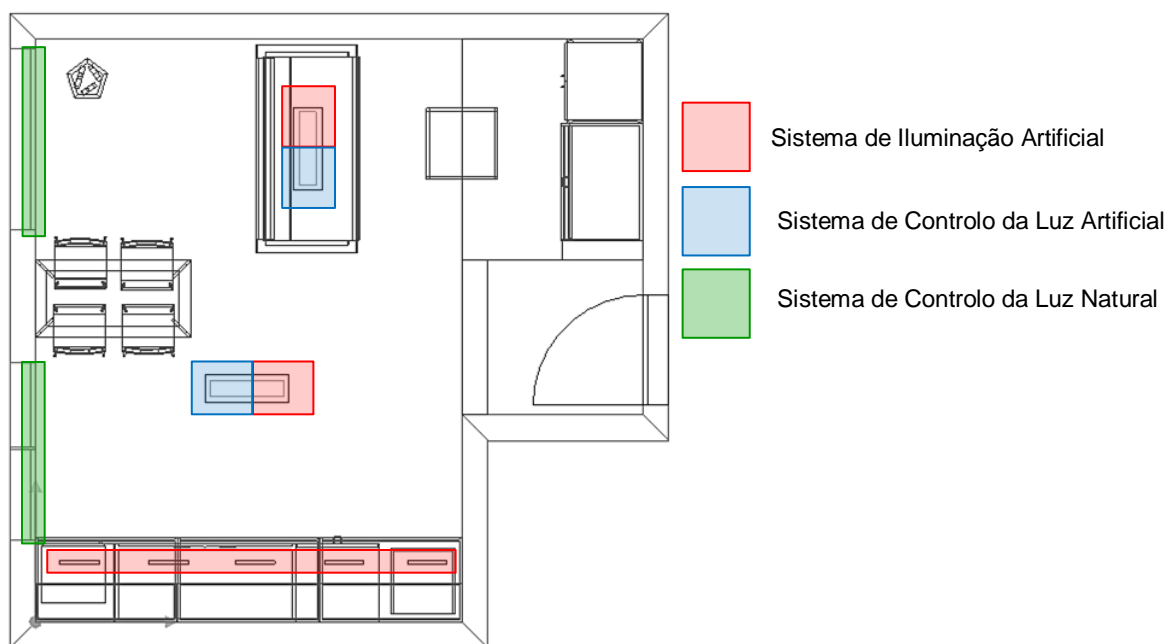 Sistema de Iluminação Artificial
Sistema de Controlo da Luz Artificial
Sistema de Controlo da Luz Natural